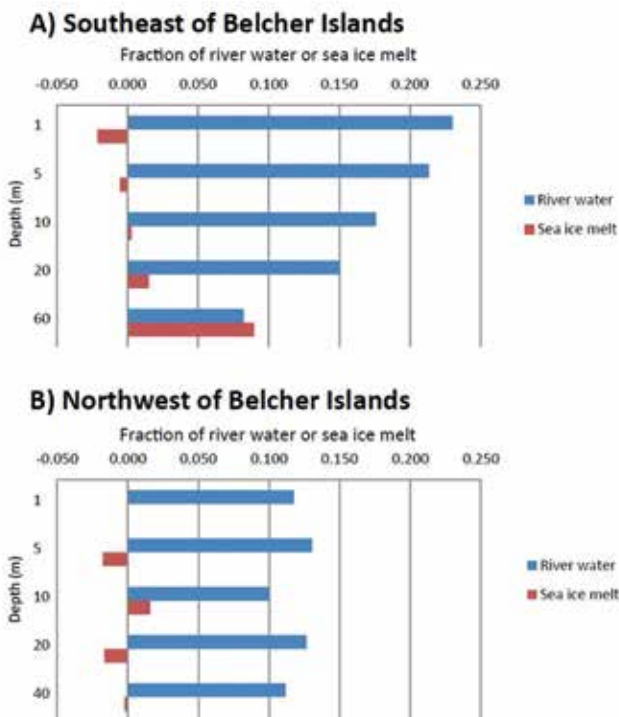 A) Southeast of Belcher Islands
Fraction of river water or sea ice melt
-0.050 0.000 0.050 0.100 0.150 0.200 0.250
Depth (m)
1
5
10
20
60
River water
Sea ice melt
B) Northwest of Belcher Islands
Fraction of river water or sea ice melt
-0.050 0.000 0.050 0.100 0.150 0.200 0.250
Depth (m)
1
5
10
20
40
River water
Sea ice melt